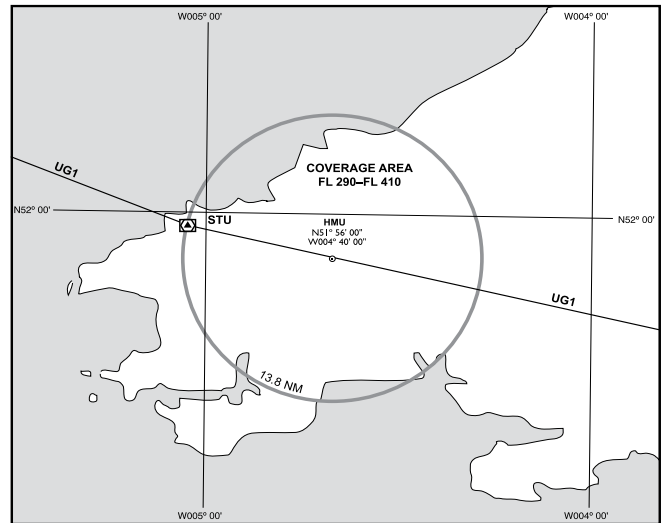 W005° 00'
W004° 00'
UG1
COVERAGE AREA
FL 290–FL 410
N52° 00'
STU
HMU
N51° 56' 00"
W004° 40' 00"
N52° 00'
UG1
13.8 NM
W005° 00'
W004° 00'